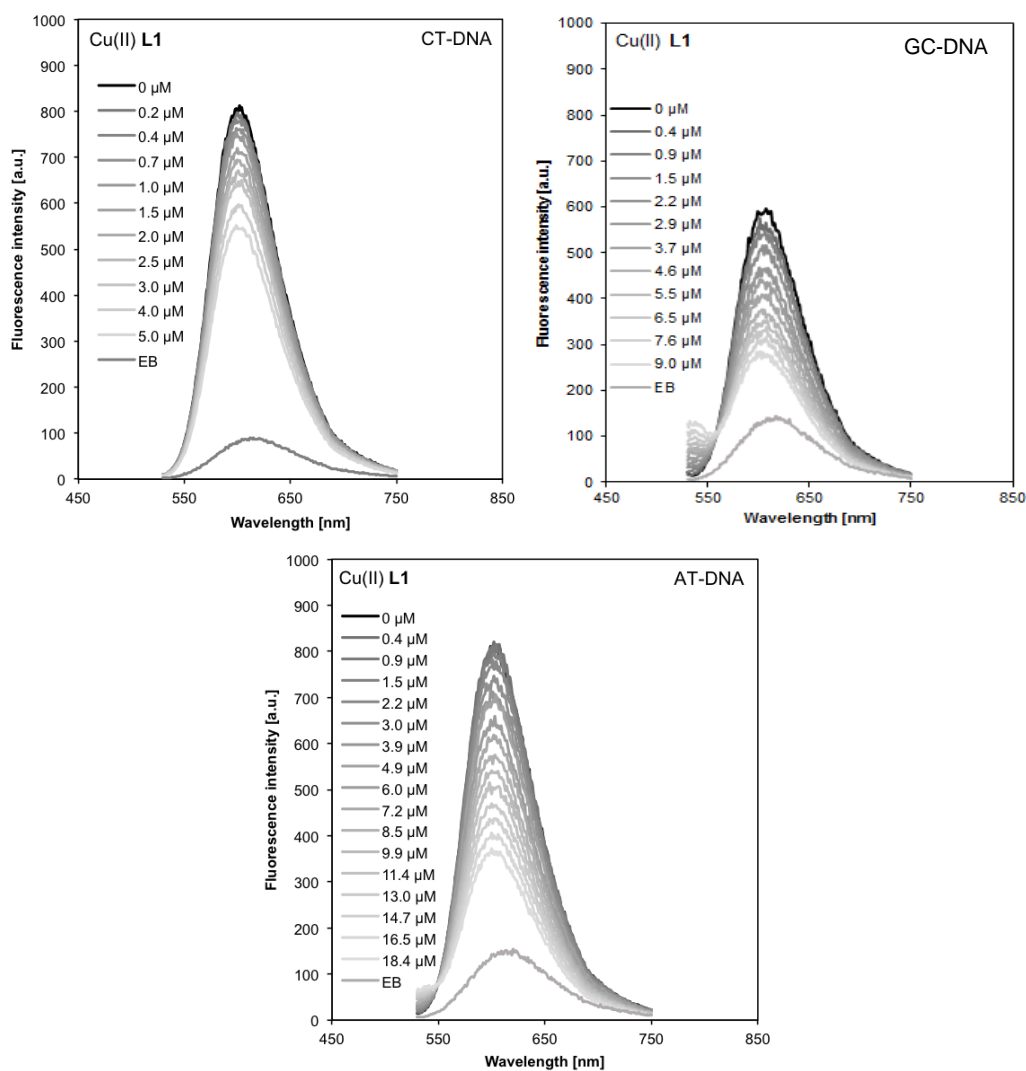 Cu(II) L1
CT-DNA
1000
900
800
700
600
500
400
300
200
100
0
0 µM
0.2 µM
0.4 µM
0.7 µM
1.0 µM
1.5 µM
2.0 µM
2.5 µM
3.0 µM
4.0 µM
5.0 µM
EB
450 550 650 750 850
Wavelength [nm]
Fluorescence intensity [a.u.]
Cu(II) L1
GC-DNA
1000
900
800
700
600
500
400
300
200
100
0
0 µM
0.4 µM
0.9 µM
1.5 µM
2.2 µM
2.9 µM
3.7 µM
4.6 µM
5.5 µM
6.5 µM
7.6 µM
9.0 µM
EB
450 550 650 750 850
Wavelength [nm]
Fluorescence intensity [a.u.]
Cu(II) L1
AT-DNA
1000
900
800
700
600
500
400
300
200
100
0
0 µM
0.4 µM
0.9 µM
1.5 µM
2.2 µM
3.0 µM
3.9 µM
4.9 µM
6.0 µM
7.2 µM
8.5 µM
9.9 µM
11.4 µM
13.0 µM
14.7 µM
16.5 µM
18.4 µM
EB
450 550 650 750 850
Wavelength [nm]
Fluorescence intensity [a.u.]